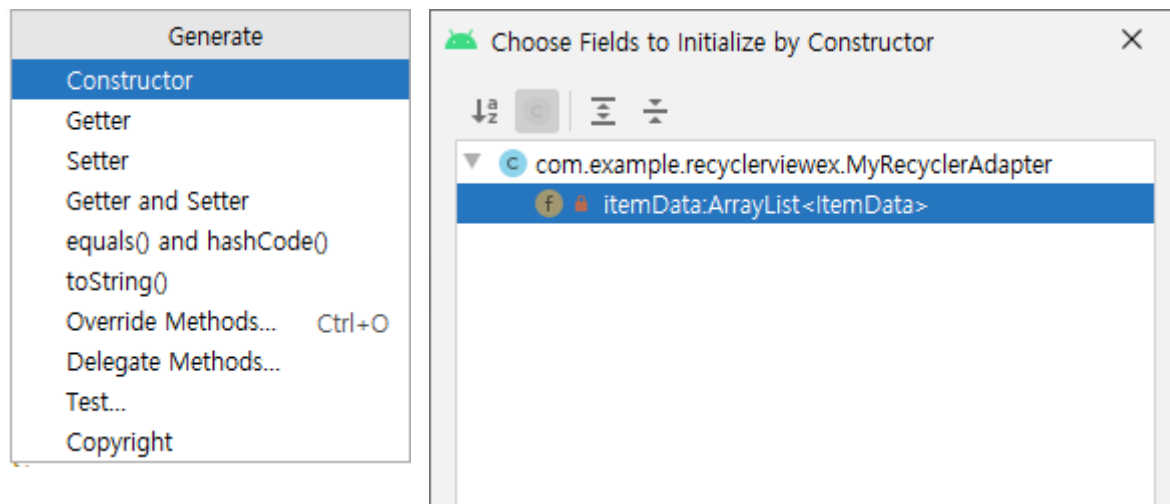 Generate
Constructor
Getter
Setter
Getter and Setter
equals() and hashCode()
toString()
Override Methods... Ctrl+O
Delegate Methods...
Test...
Copyright
Choose Fields to Initialize by Constructor
com.example.recyclerviewex.MyRecyclerAdapter
itemData:ArrayList<ItemData>